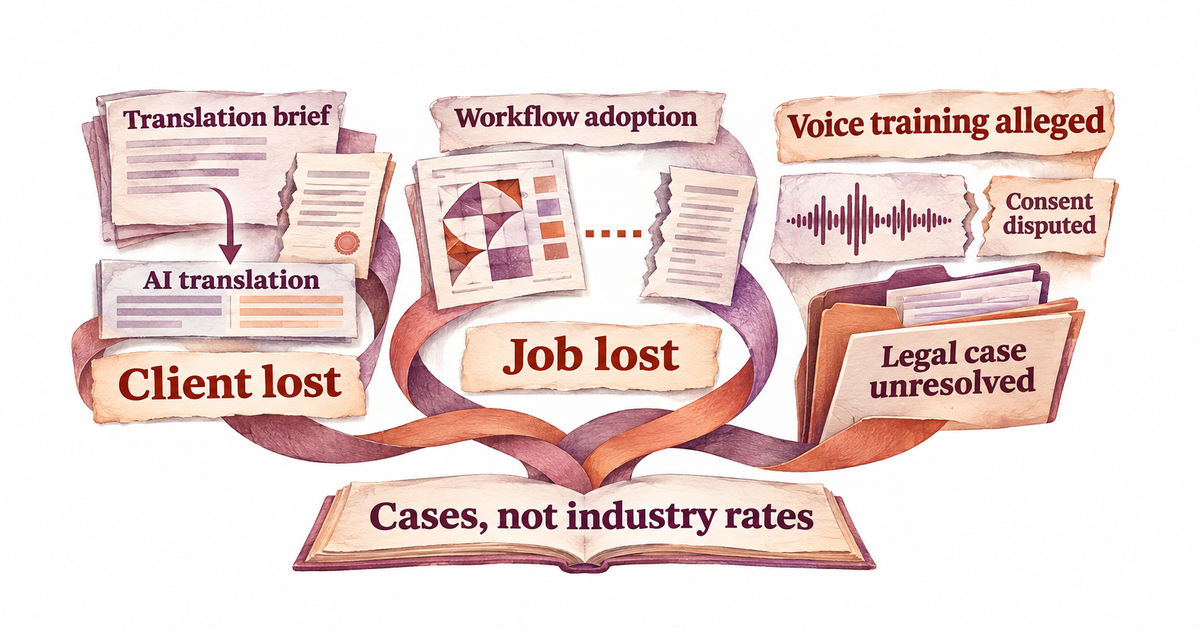 Translation brief
AI translation
Client lost
Workflow adoption
Job lost
Voice training alleged
Consent
disputed
Legal case
unresolved
Cases, not industry rates